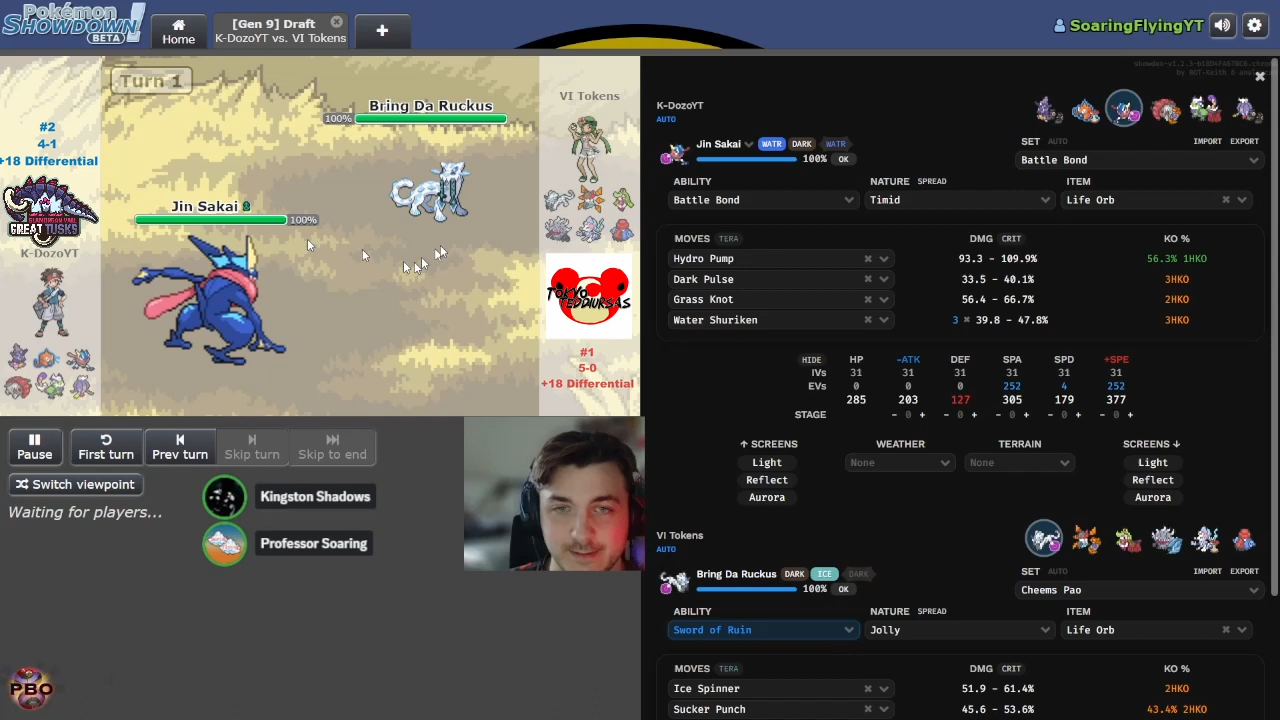 Pokémon
SHOWDOWN!
BETA
Home
[Gen 9] Draft
K-DozoYT vs. VI Tokens
+
SoaringFlyingYT
#2
4-1
+18 Differential
GREAT TUSKS
K-DozoYT
Turn 1
Bring Da Ruckus
100%
Jin Sakai
100%
VI Tokens
TOKYO
TEDDIURSAS
#1
5-0
+18 Differential
Pause
First turn
Prev turn
Skip turn
Skip to end
Switch viewpoint
Waiting for players...
Kingston Shadows
Professor Soaring
PBO
K-DozoYT
AUTO
Jin Sakai WATR DARK WATR
100% OK
SET AUTO IMPORT EXPORT
Battle Bond
ABILITY NATURE SPREAD ITEM
Battle Bond Timid Life Orb
MOVES TERA DMG CRIT KO %
Hydro Pump 93.3 - 109.9% 56.3% 1HKO
Dark Pulse 33.5 - 40.1% 3HKO
Grass Knot 56.4 - 66.7% 2HKO
Water Shuriken 3 × 39.8 - 47.8% 3HKO
HIDE HP -ATK DEF SPA SPD +SPE
IVs 31 31 31 31 31 31
EVs 0 0 0 252 4 252
285 203 127 305 179 377
STAGE - 0 + - 0 + - 0 + - 0 + - 0 +
↑ SCREENS WEATHER TERRAIN SCREENS ↓
Light None None Light
Reflect Reflect
Aurora Aurora
VI Tokens
AUTO
Bring Da Ruckus DARK ICE DARK
100% OK
SET AUTO IMPORT EXPORT
Cheems Pao
ABILITY NATURE SPREAD ITEM
Sword of Ruin Jolly Life Orb
MOVES TERA DMG CRIT KO %
Ice Spinner 51.9 - 61.4% 2HKO
Sucker Punch 45.6 - 53.6% 43.4% 2HKO